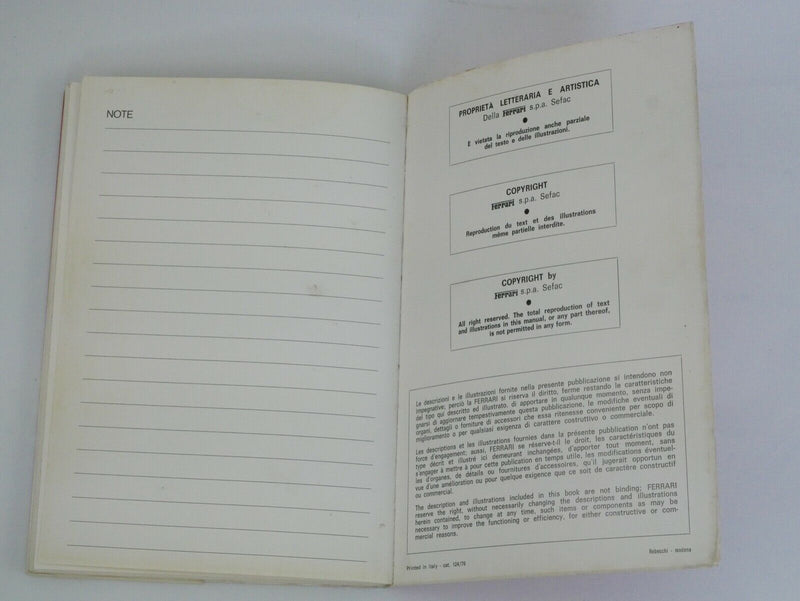 NOTE
PROPRIETÀ LETTERARIA E ARTISTICA
Della Ferrari s.p.a. Sefac
E vietata la riproduzione anche parziale
del testo e delle illustrazioni.
COPYRIGHT
Ferrari s.p.a. Sefac
Reproduction du text et des illustrations
même partielle interdite.
COPYRIGHT by
Ferrari s.p.a. Sefac
All right reserved. The total reproduction of text
and illustrations in this manual, or any part thereof,
is not permitted in any form.
Le descrizioni e le illustrazioni fornite nella presente pubblicazione si intendono non
impegnative; perciò la FERRARI si riserva il diritto, ferme restando le caratteristiche
del tipo qui descritto ed illustrato, di apportare in qualunque momento, senza impe-
gnarsi di aggiornare tempestivamente questa pubblicazione, le modifiche eventuali di
organi, dettagli o forniture di accessori che essa ritenesse conveniente per scopo di
miglioramento o per qualsiasi esigenza di carattere costruttivo o commerciale.
Les descriptions et les illustrations fournies dans la présente publication n'ont pas
force d'engagement; aussi, FERRARI se réserve-t-il le droit, les caractéristiques du
type décrit et illustré ici demeurant inchangées, d'apporter tout moment, sans
s'engager à mettre à pour cette publication en temps utile, les modifications éventuel-
les d'organes, de détails ou fournitures d'accessoires, qu'il jugerait opportun en
vue d'une amélioration ou pour quelque exigence que ce soit de caractère constructif
ou commercial.
The description and illustrations included in this book are not binding; FERRARI
reserve the right, without necessarily changing the descriptions and illustrations
herein contained, to change at any time, such items or components as may be
necessary to improve the functioning or efficiency, for either constructive or com-
mercial reasons.
Printed in Italy - cat. 124/76
Rebecchi - modena